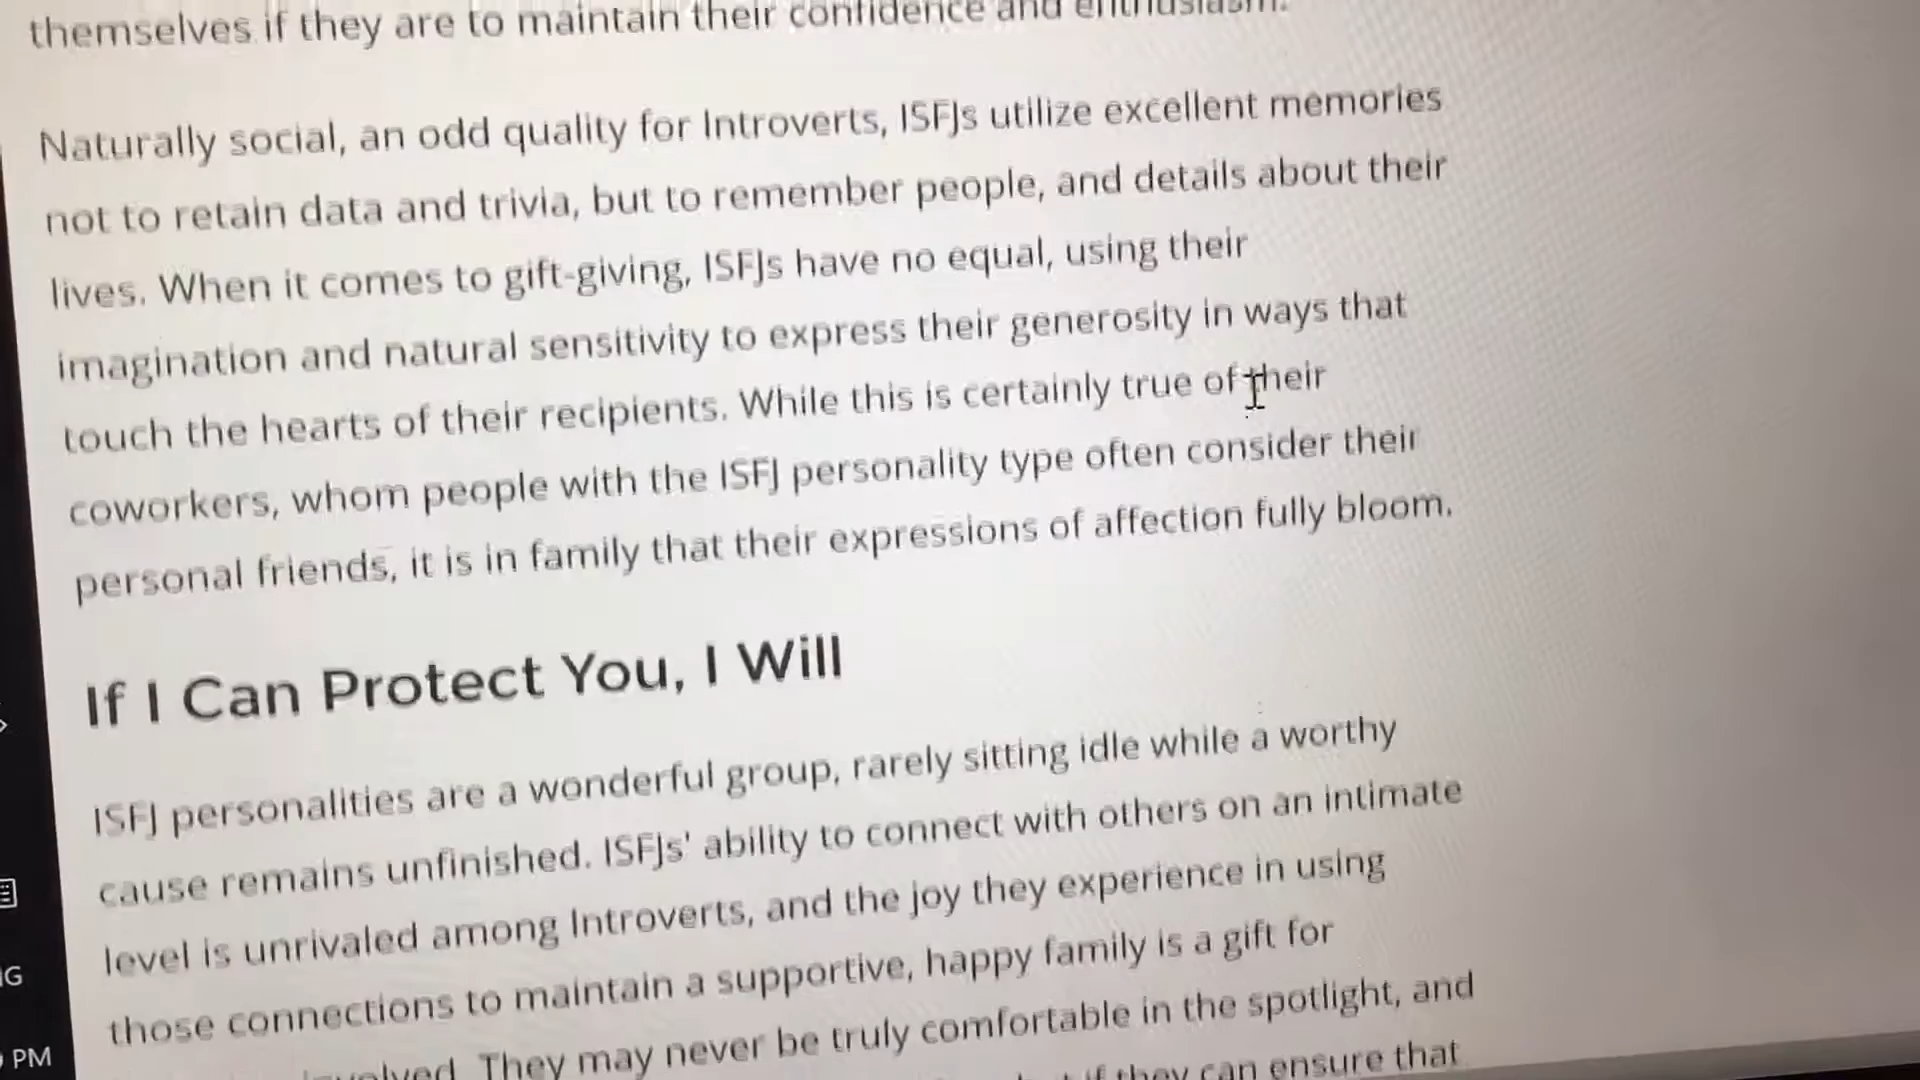 themselves if they are to maintain their confidence and enthusiasm.
Naturally social, an odd quality for Introverts, ISFJs utilize excellent memories
not to retain data and trivia, but to remember people, and details about their
lives. When it comes to gift-giving, ISFJs have no equal, using their
imagination and natural sensitivity to express their generosity in ways that
touch the hearts of their recipients. While this is certainly true of their
coworkers, whom people with the ISFJ personality type often consider their
personal friends, it is in family that their expressions of affection fully bloom.
If I Can Protect You, I Will
ISFJ personalities are a wonderful group, rarely sitting idle while a worthy
cause remains unfinished. ISFJs' ability to connect with others on an intimate
level is unrivaled among Introverts, and the joy they experience in using
those connections to maintain a supportive, happy family is a gift for
They may never be truly comfortable in the spotlight, and
if they can ensure that
G
PM